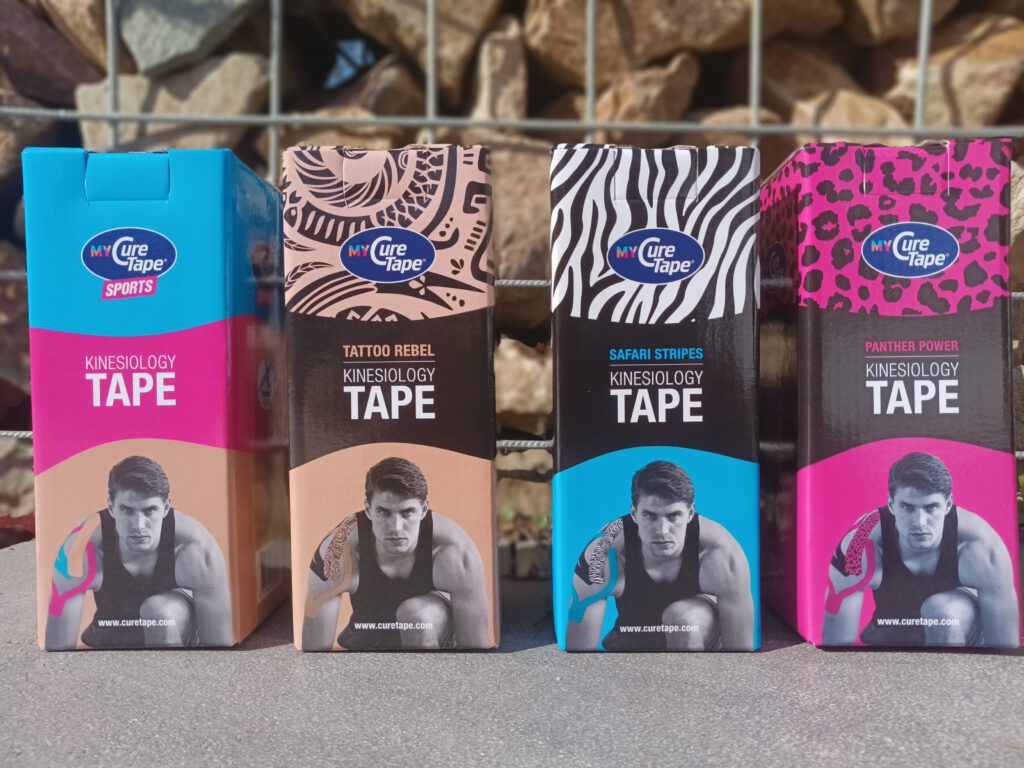 MY Cure
Tape®
SPORTS
KINESIOLOGY
TAPE
www.curetape.com
MY Cure
Tape®
TATTOO REBEL
KINESIOLOGY
TAPE
www.curetape.com
MY Cure
Tape®
SAFARI STRIPES
KINESIOLOGY
TAPE
www.curetape.com
MY Cure
Tape®
PANTHER POWER
KINESIOLOGY
TAPE
www.curetape.com